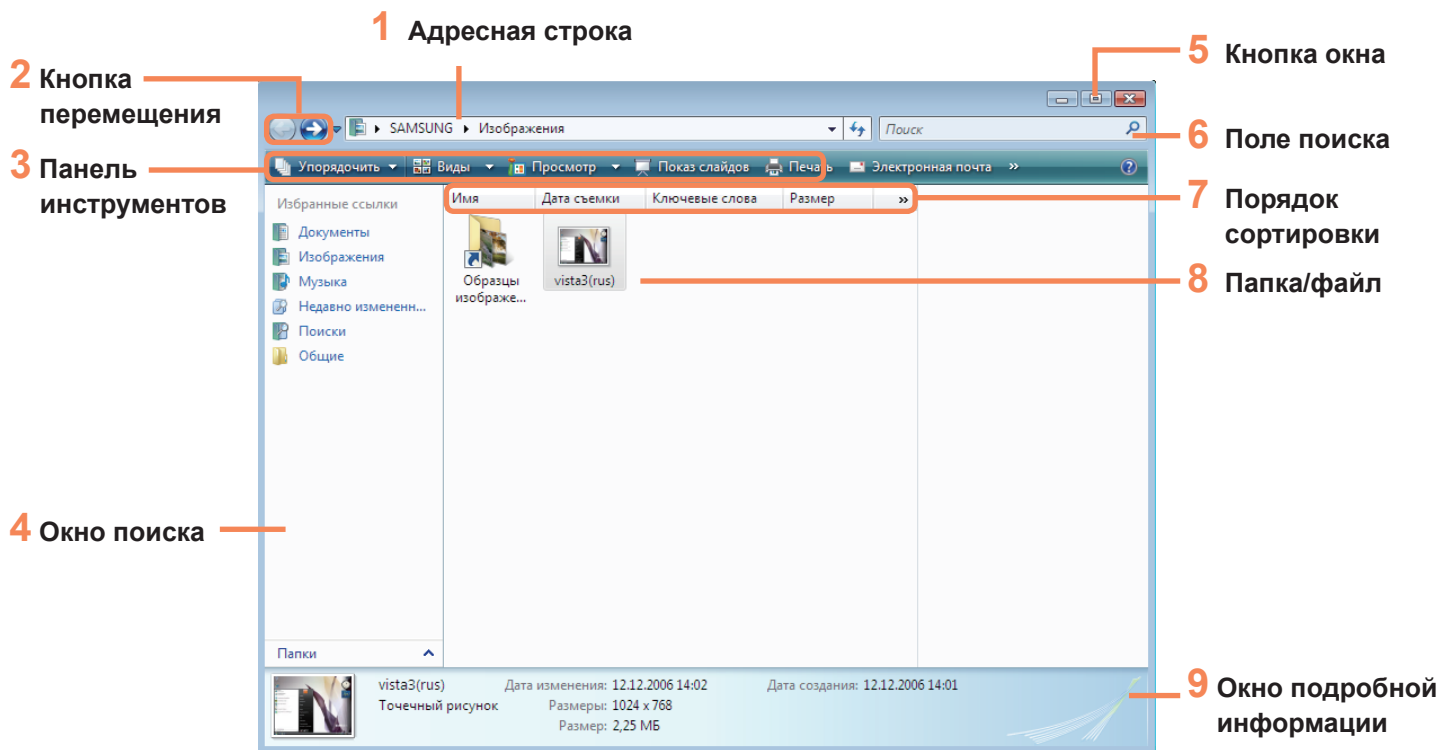 1 Адресная строка
2 Кнопка
перемещения
3 Панель
инструментов
4 Окно поиска
5 Кнопка окна
6 Поле поиска
7 Порядок
сортировки
8 Папка/файл
9 Окно подробной
информации
SAMSUNG Изображения
Поиск
Упорядочить Виды Просмотр Показ слайдов Печать Электронная почта »
Избранные ссылки
Документы
Изображения
Музыка
Недавно измененн...
Поиски
Общие
Папки
Имя Дата съемки Ключевые слова Размер »
Образцы
изображе...
vista3(rus)
vista3(rus) Дата изменения: 12.12.2006 14:02 Дата создания: 12.12.2006 14:01
Точечный рисунок Размеры: 1024 x 768
Размер: 2,25 МБ